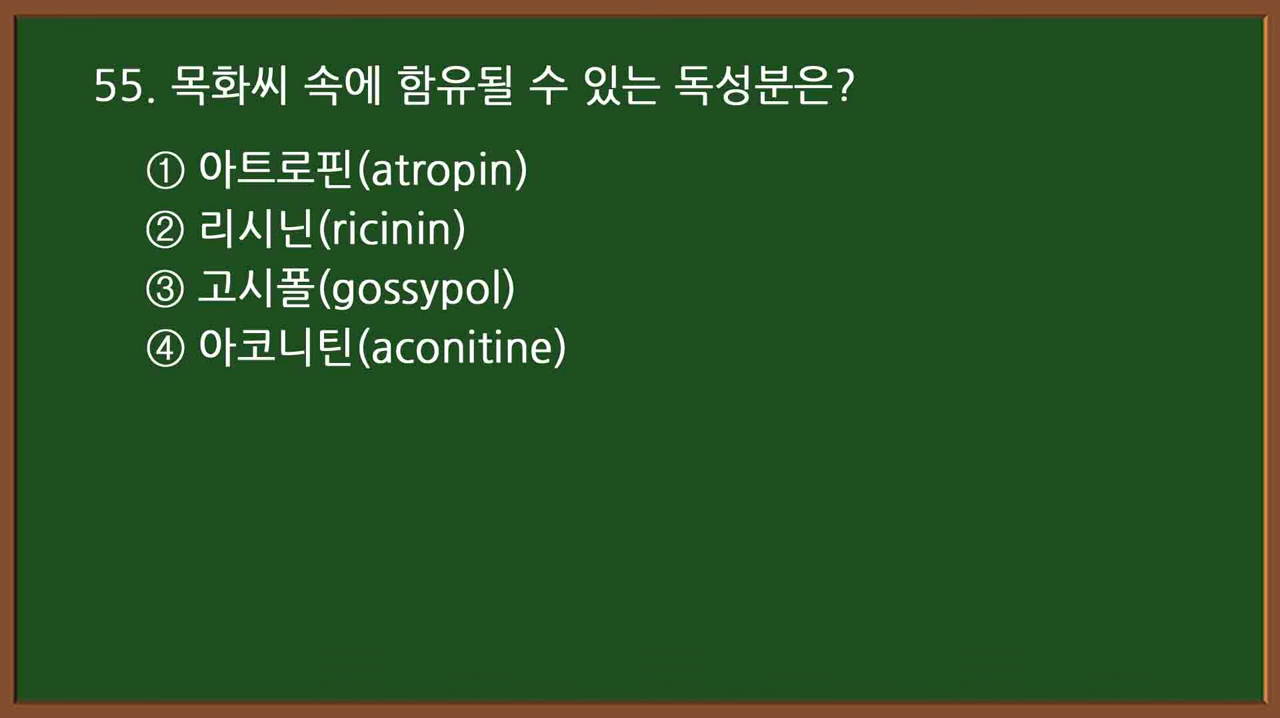 55. 목화씨 속에 함유될 수 있는 독성분은?
① 아트로핀(atropin)
② 리시닌(ricinin)
③ 고시폴(gossypol)
④ 아코니틴(aconitine)